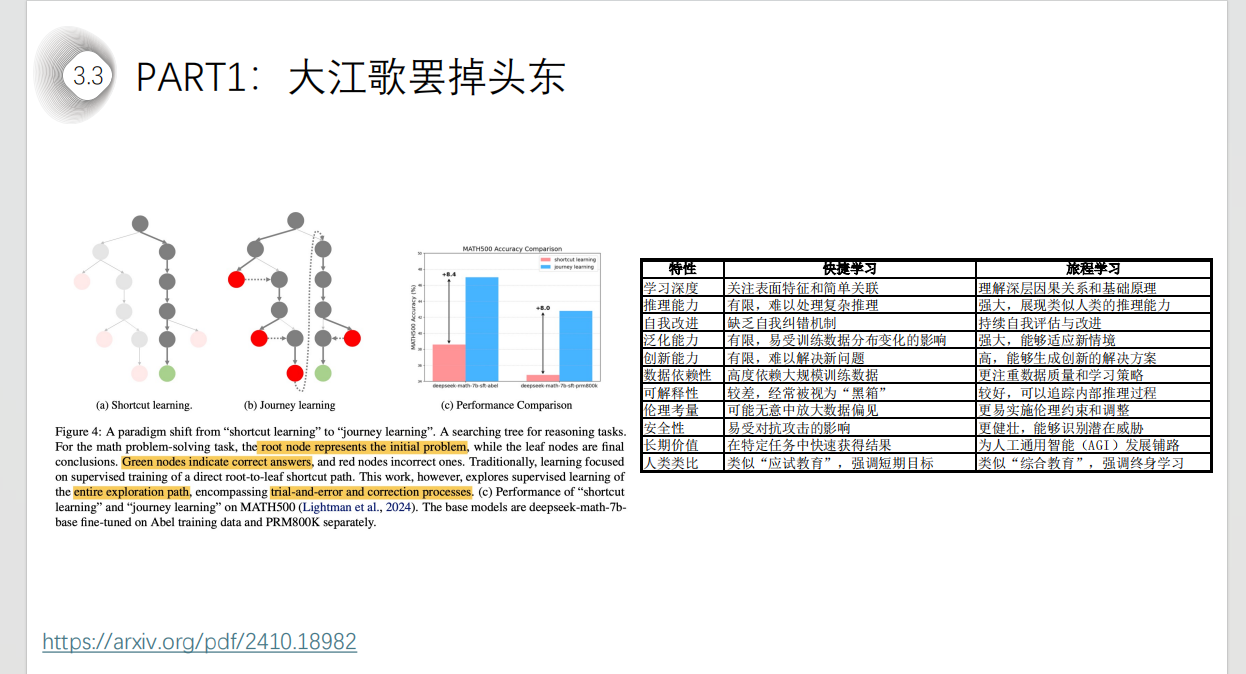 3.3
PART1：大江歌罢掉头东
(a) Shortcut learning.
(b) Journey learning
MATH500 Accuracy Comparison
shortcut learning
journey learning
+8.4
+8.0
MATH500 Accuracy (%)
deepseek-math-7b-sft-abel
deepseek-math-7b-sft-prm800k
(c) Performance Comparison
Figure 4: A paradigm shift from “shortcut learning” to “journey learning”. A searching tree for reasoning tasks.
For the math problem-solving task, the root node represents the initial problem, while the leaf nodes are final
conclusions. Green nodes indicate correct answers, and red nodes incorrect ones. Traditionally, learning focused
on supervised training of a direct root-to-leaf shortcut path. This work, however, explores supervised learning of
the entire exploration path, encompassing trial-and-error and correction processes. (c) Performance of “shortcut
learning” and “journey learning” on MATH500 (Lightman et al., 2024). The base models are deepseek-math-7b-
base fine-tuned on Abel training data and PRM800K separately.
特性 快捷学习 旅程学习
学习深度 关注表面特征和简单关联 理解深层因果关系和基础原理
推理能力 有限，难以处理复杂推理 强大，展现类似人类的推理能力
自我改进 缺乏自我纠错机制 持续自我评估与改进
泛化能力 有限，易受训练数据分布变化的影响 强大，能够适应新情境
创新能力 有限，难以解决新问题 高，能够生成创新的解决方案
数据依赖性 高度依赖大规模训练数据 更注重数据质量和学习策略
可解释性 较差，经常被视为“黑箱” 较好，可以追踪内部推理过程
伦理考量 可能无意中放大数据偏见 更易实施伦理约束和调整
安全性 易受对抗攻击的影响 更健壮，能够识别潜在威胁
长期价值 在特定任务中快速获得结果 为人工通用智能（AGI）发展铺路
人类类比 类似“应试教育”，强调短期目标 类似“综合教育”，强调终身学习
https://arxiv.org/pdf/2410.18982